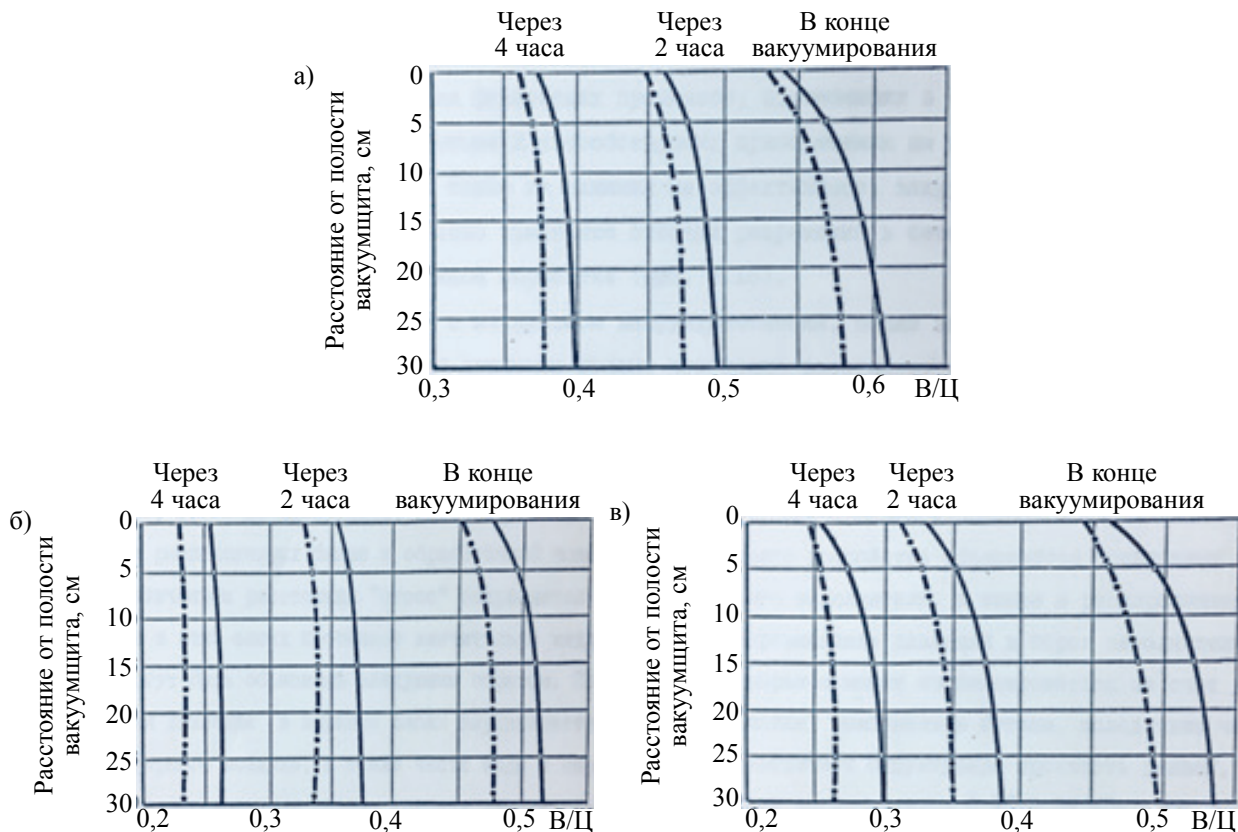 Через
4 часа
Через
2 часа
В конце
вакуумирования
а)
Расстояние от полости
вакуумщита, см
0
5
10
15
20
25
30
0,3
0,4
0,5
0,6
В/Ц
Через
4 часа
Через
2 часа
В конце
вакуумирования
б)
Расстояние от полости
вакуумщита, см
0
5
10
15
20
25
30
0,2
0,3
0,4
0,5
В/Ц
Через
4 часа
Через
2 часа
В конце
вакуумирования
в)
Расстояние от полости
вакуумщита, см
0
5
10
15
20
25
30
0,2
0,3
0,4
0,5
В/Ц